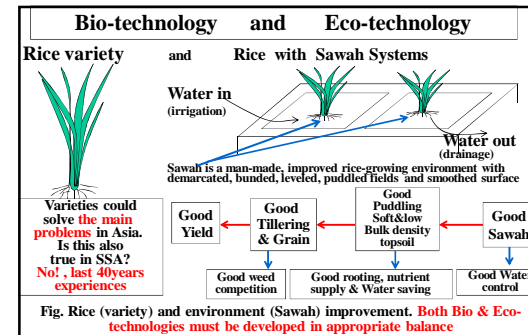 Bio-technology and Eco-technology
Rice variety and Rice with Sawah Systems
Water in
(irrigation)
Water out
(drainage)
Sawah is a man-made, improved rice-growing environment with
demarcated, bunded, leveled, puddled fields and smoothed surface
Varieties could
solve the main
problems in Asia.
Is this also
true in SSA?
No! , last 40years
experiences
Good
Yield
Good
Tillering
& Grain
Good
Puddling
Soft&low
Bulk density
topsoil
Good
Sawah
Good weed
competition
Good rooting, nutrient
supply & Water saving
Good Water
control
Fig. Rice (variety) and environment (Sawah) improvement. Both Bio & Eco-
technologies must be developed in appropriate balance